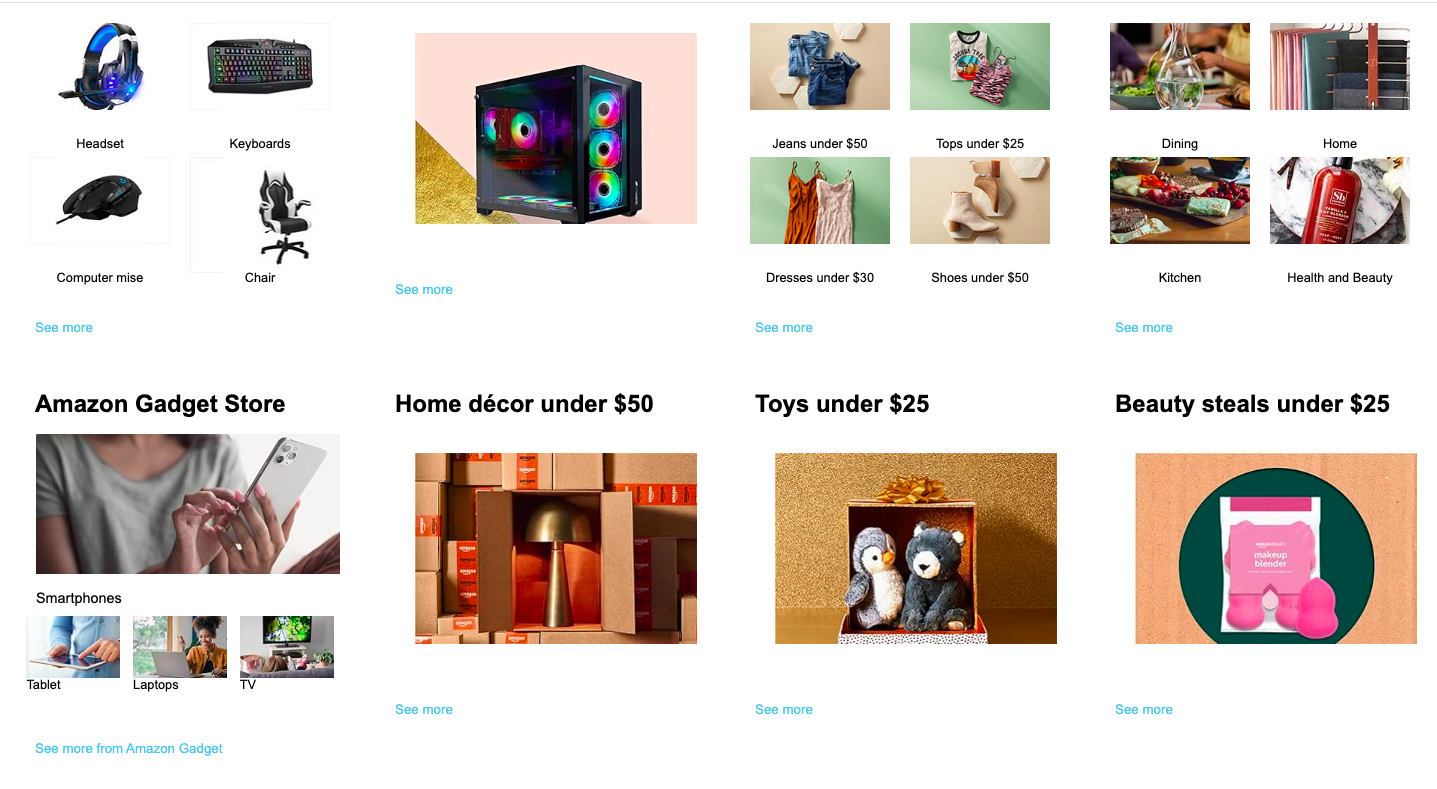 Headset
Keyboards
Computer mise
Chair
See more
See more
Jeans under $50
Tops under $25
Dresses under $30
Shoes under $50
See more
Dining
Home
Kitchen
Health and Beauty
See more
Amazon Gadget Store
Smartphones
Tablet
Laptops
TV
See more from Amazon Gadget
Home décor under $50
See more
Toys under $25
See more
Beauty steals under $25
makeup
blender
See more